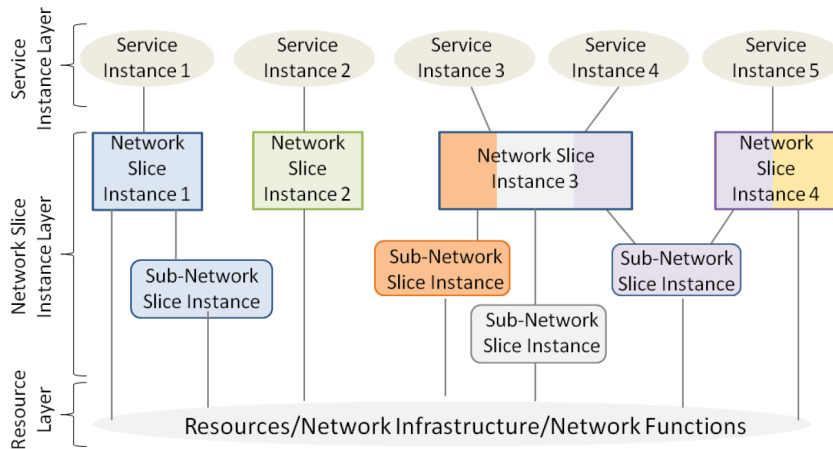 Service
Instance Layer
Service
Instance 1
Service
Instance 2
Service
Instance 3
Service
Instance 4
Service
Instance 5
Network Slice
Instance Layer
Network
Slice
Instance 1
Network
Slice
Instance 2
Network Slice
Instance 3
Network
Slice
Instance 4
Sub-Network
Slice Instance
Sub-Network
Slice Instance
Sub-Network
Slice Instance
Sub-Network
Slice Instance
Resource
Layer
Resources/Network Infrastructure/Network Functions